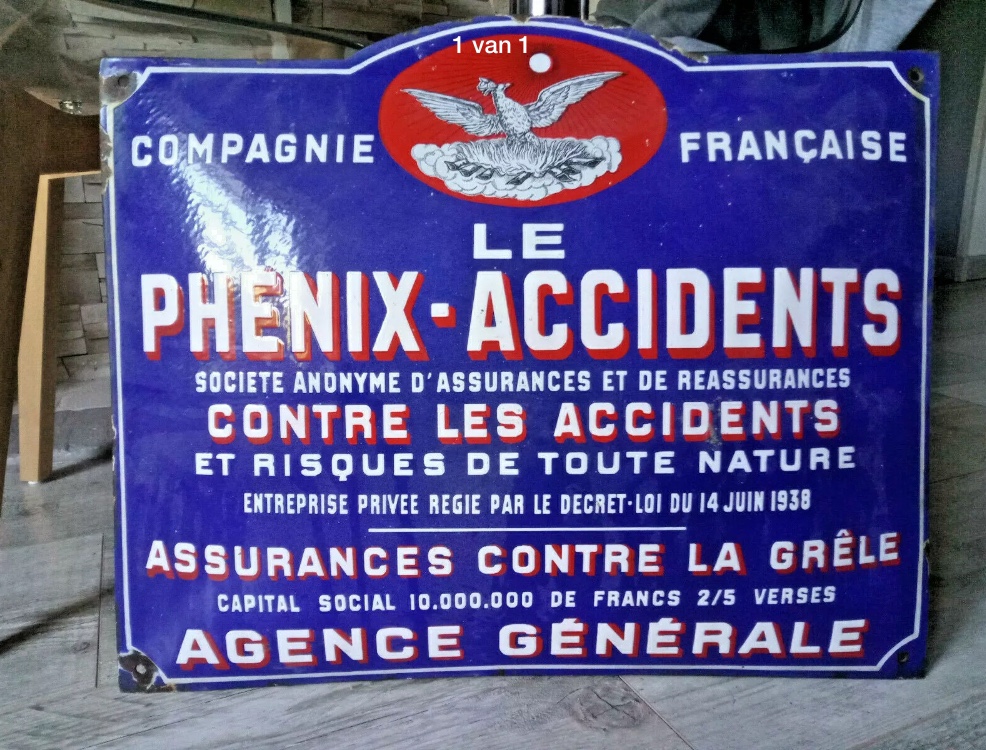 1 van 1
COMPAGNIE FRANÇAISE
LE
PHÉNIX-ACCIDENTS
SOCIETE ANONYME D'ASSURANCES ET DE REASSURANCES
CONTRE LES ACCIDENTS
ET RISQUES DE TOUTE NATURE
ENTREPRISE PRIVEE REGIE PAR LE DECRET-LOI DU 14 JUIN 1938
ASSURANCES CONTRE LA GRÊLE
CAPITAL SOCIAL 10.000.000 DE FRANCS 2/5 VERSES
AGENCE GÉNÉRALE